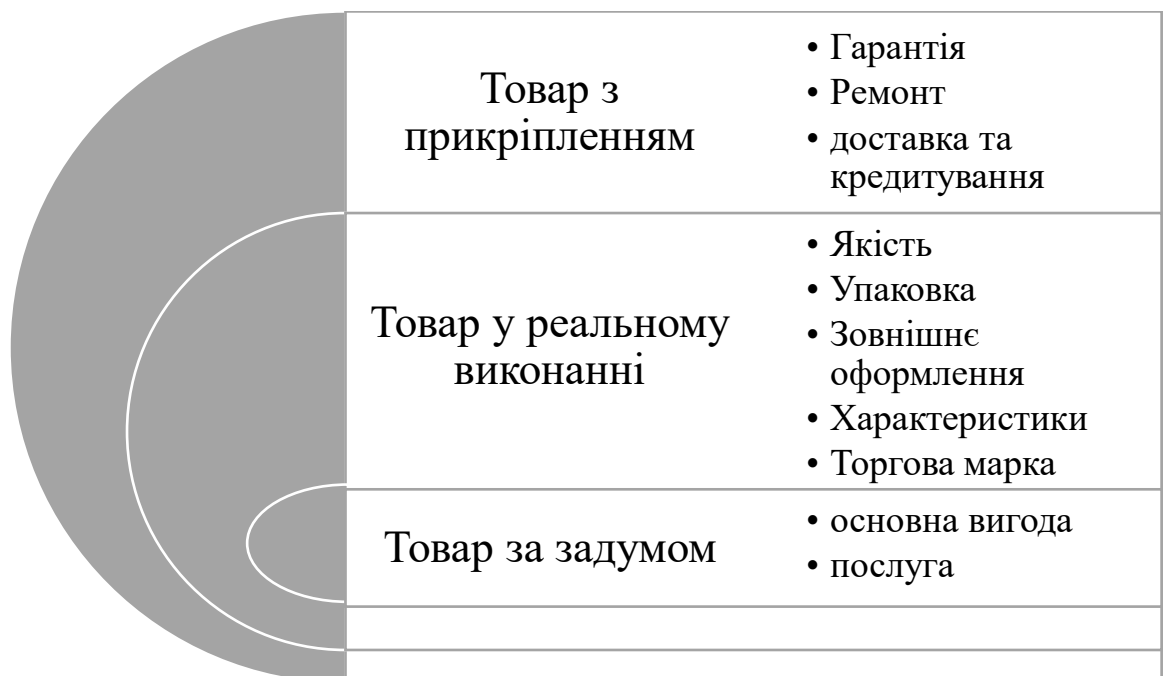 Товар з
прикріпленням
• Гарантія
• Ремонт
• доставка та
кредитування
Товар у реальному
виконанні
• Якість
• Упаковка
• Зовнішнє
оформлення
• Характеристики
• Торгова марка
Товар за задумом
• основна вигода
• послуга